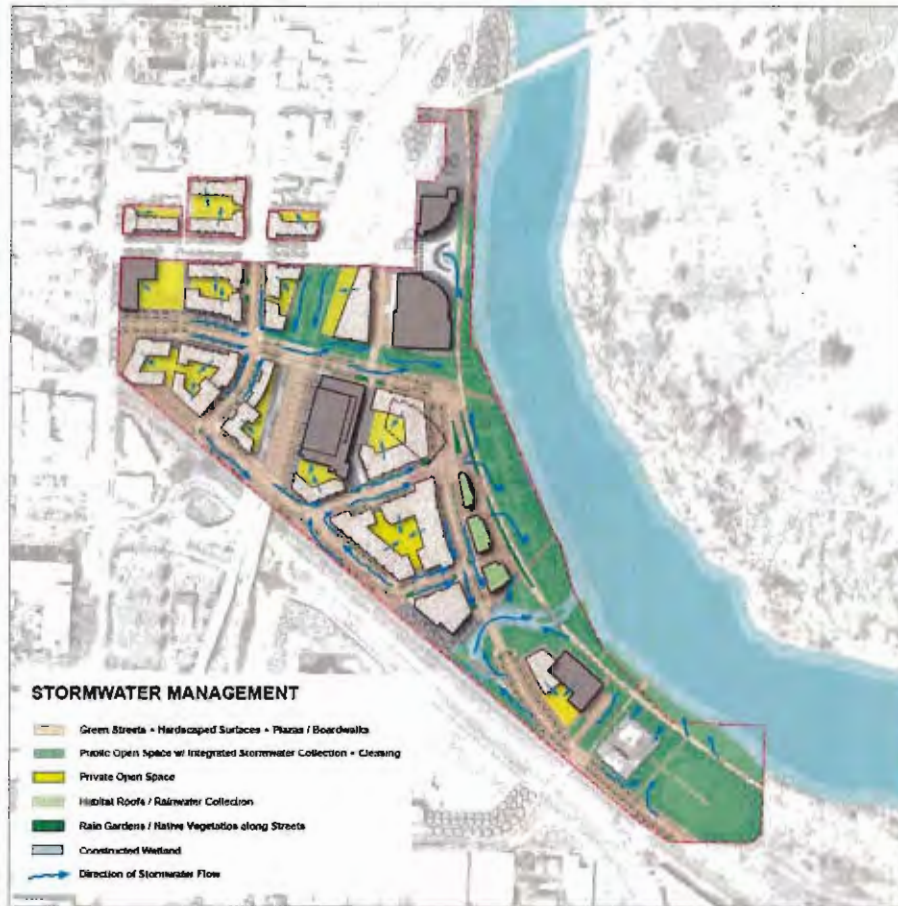 STORMWATER MANAGEMENT
Green Streets + Hardscaped Surfaces + Plazas / Boardwalks
Public Open Space w/ Integrated Stormwater Collection + Cleansing
Private Open Space
Habitat Roofs / Rainwater Collection
Rain Gardens / Native Vegetation along Streets
Constructed Wetland
Direction of Stormwater Flow